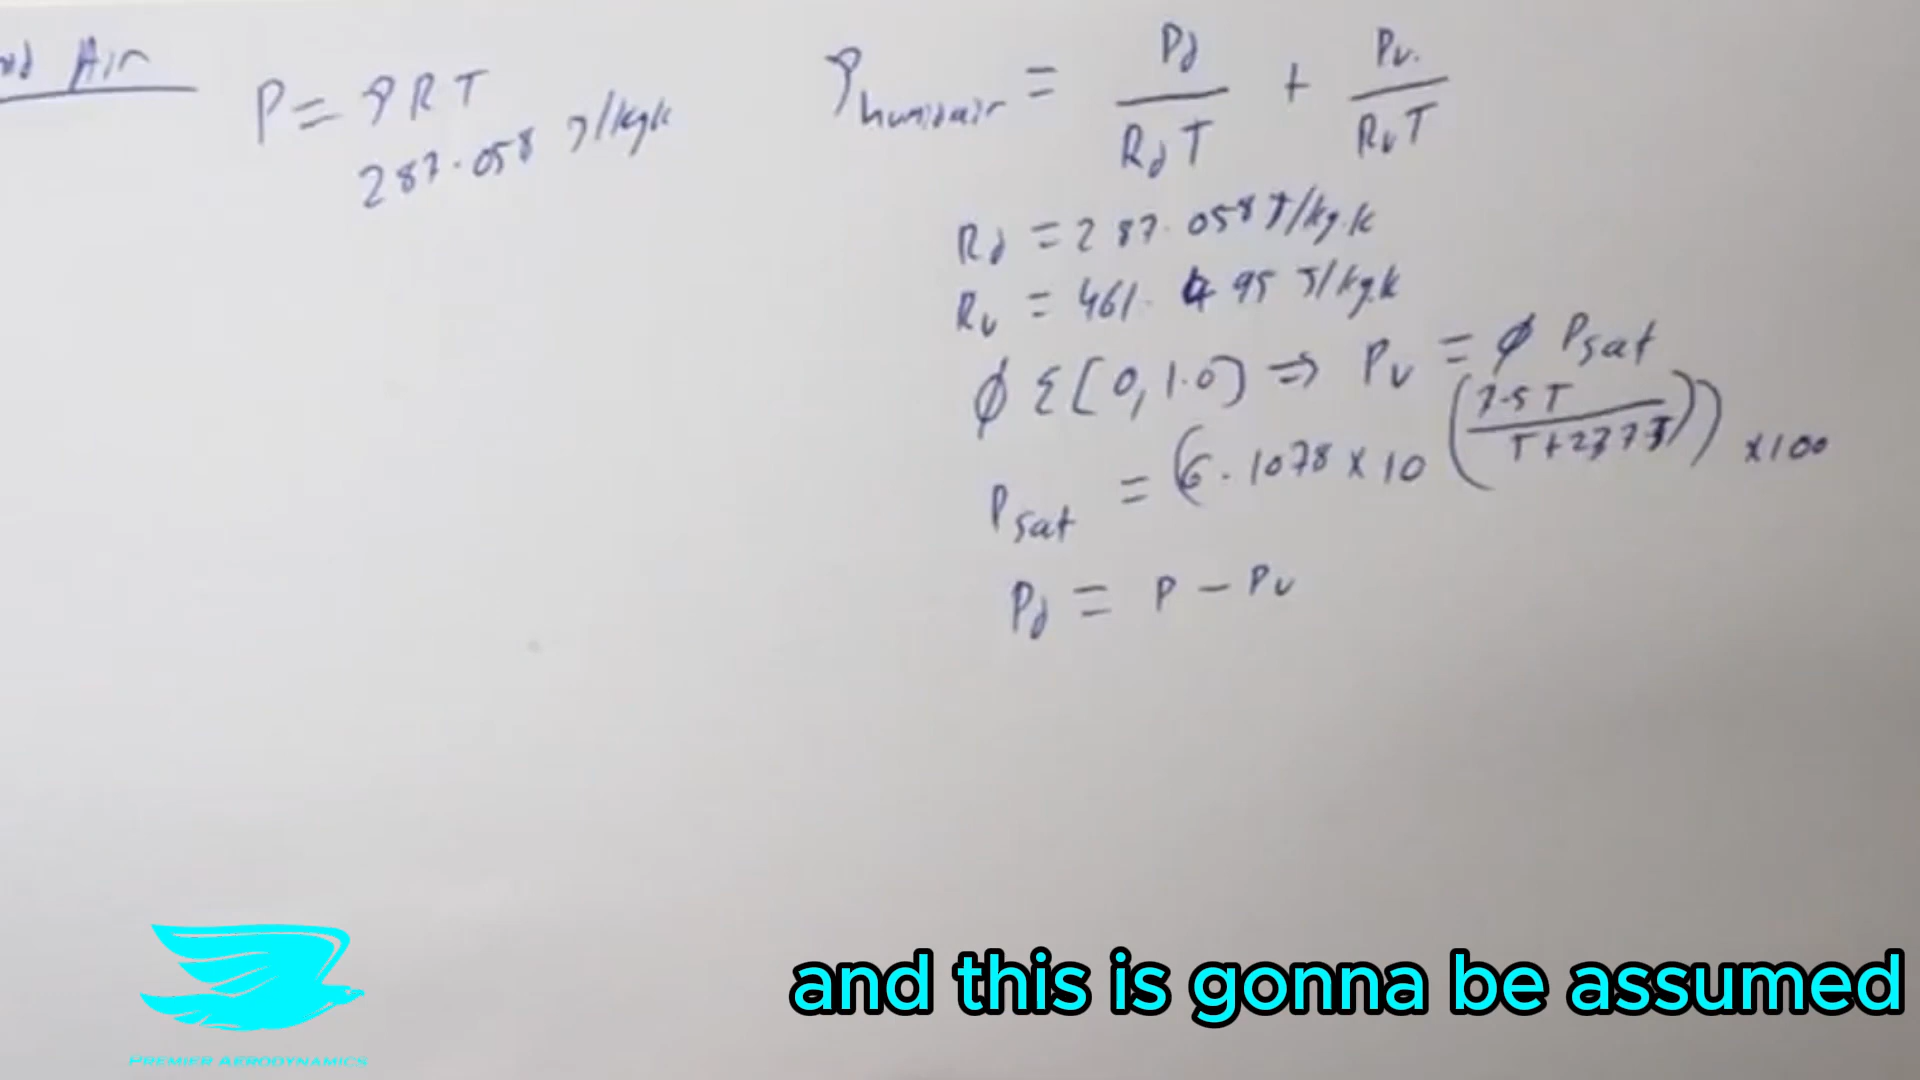 Air
P = ρRT
287.058 J/kgK
ρhumidair = Pd/RdT + Pv./RvT
Rd = 287.058 J/kg.K
Rv = 461.495 J/kg.K
ϕ ε [0,1.0) ⇒ Pv = ϕ Psat
Psat = (6.1078 × 10(7.5T/T+237.3)) ×100
Pd = P - Pv
and this is gonna be assumed
PREMIER AERODYNAMICS